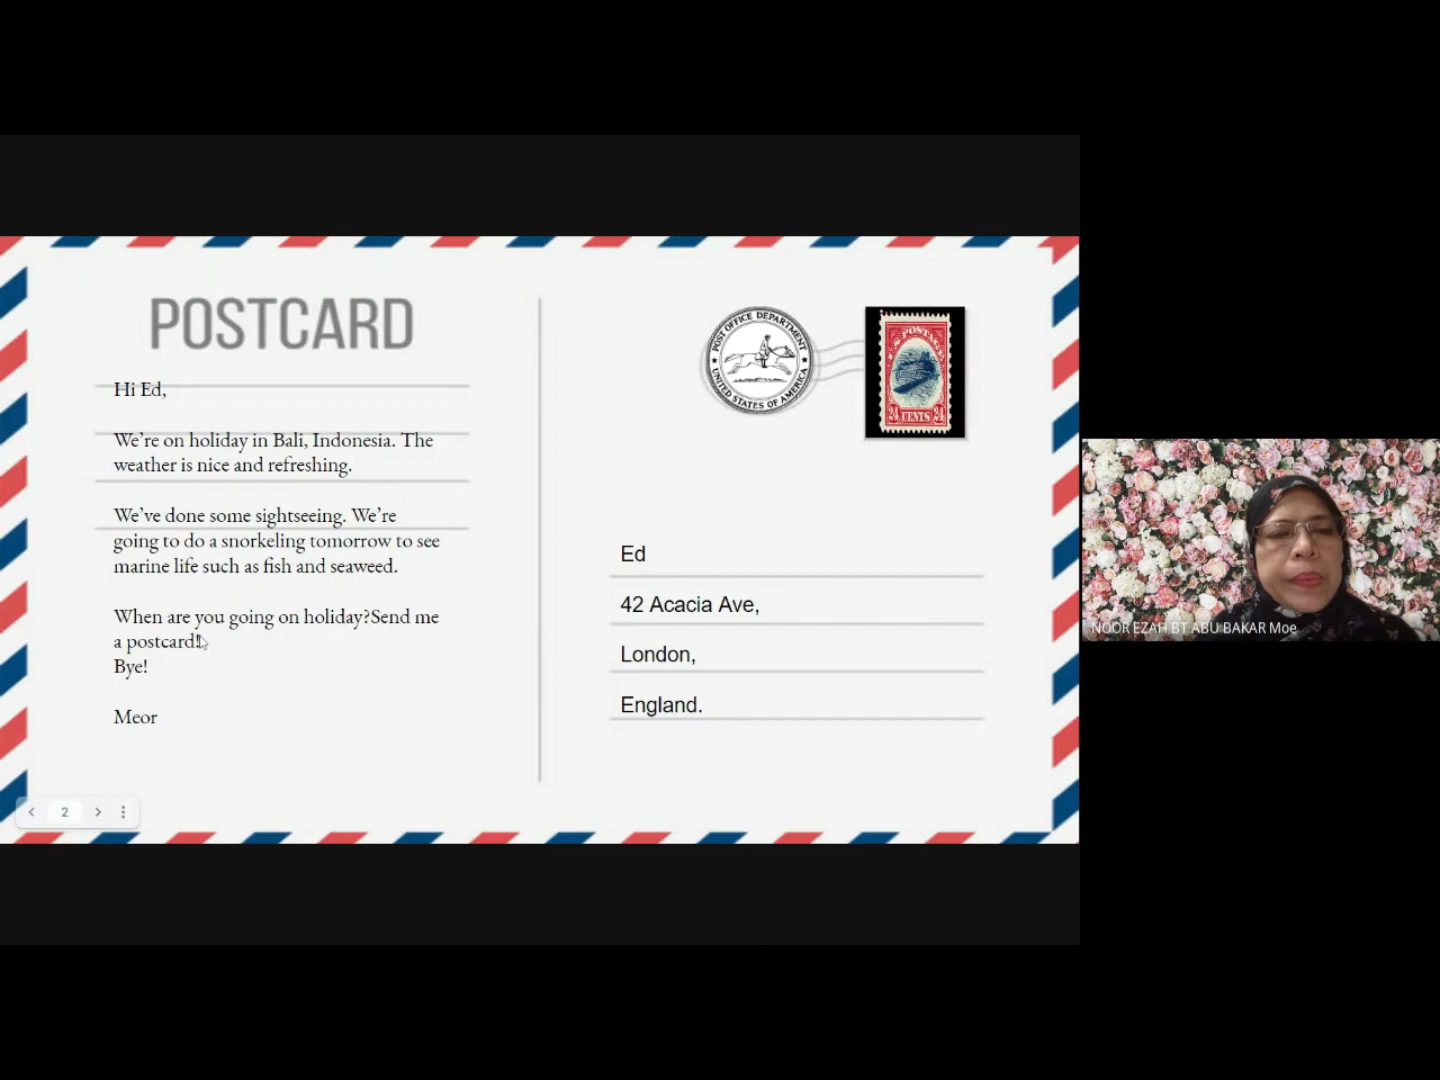 POSTCARD
Hi Ed,
We're on holiday in Bali, Indonesia. The
weather is nice and refreshing.
We've done some sightseeing. We're
going to do a snorkeling tomorrow to see
marine life such as fish and seaweed.
When are you going on holiday?Send me
a postcard!
Bye!
Meor
POST OFFICE DEPARTMENT
UNITED STATES OF AMERICA
POSTAGE
24 CENTS 24
Ed
42 Acacia Ave,
London,
England.
2
NOOR EZAH BT ABU BAKAR Moe